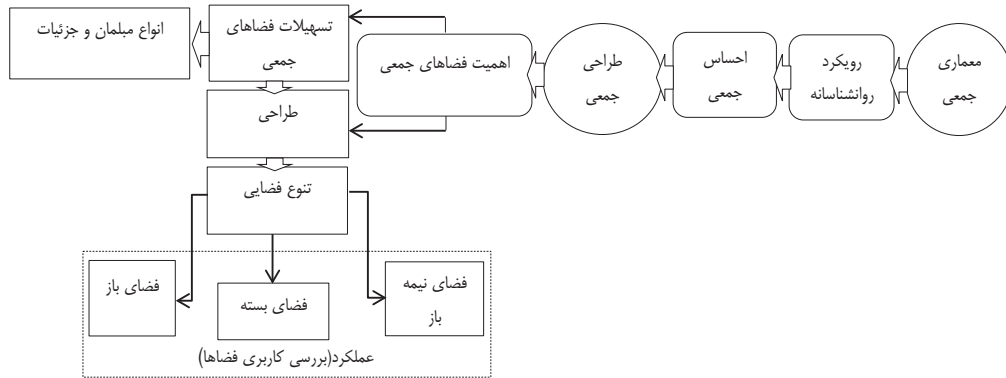 معماری
جمعی
رویکرد
روانشناسانه
احساس
جمعی
طراحی
جمعی
اهمیت فضاهای جمعی
تسهیلات فضاهای
جمعی
انواع مبلمان و جزئیات
طراحی
تنوع فضایی
فضای نیمه
باز
فضای بسته
فضای باز
عملکرد(بررسی کاربری فضاها)